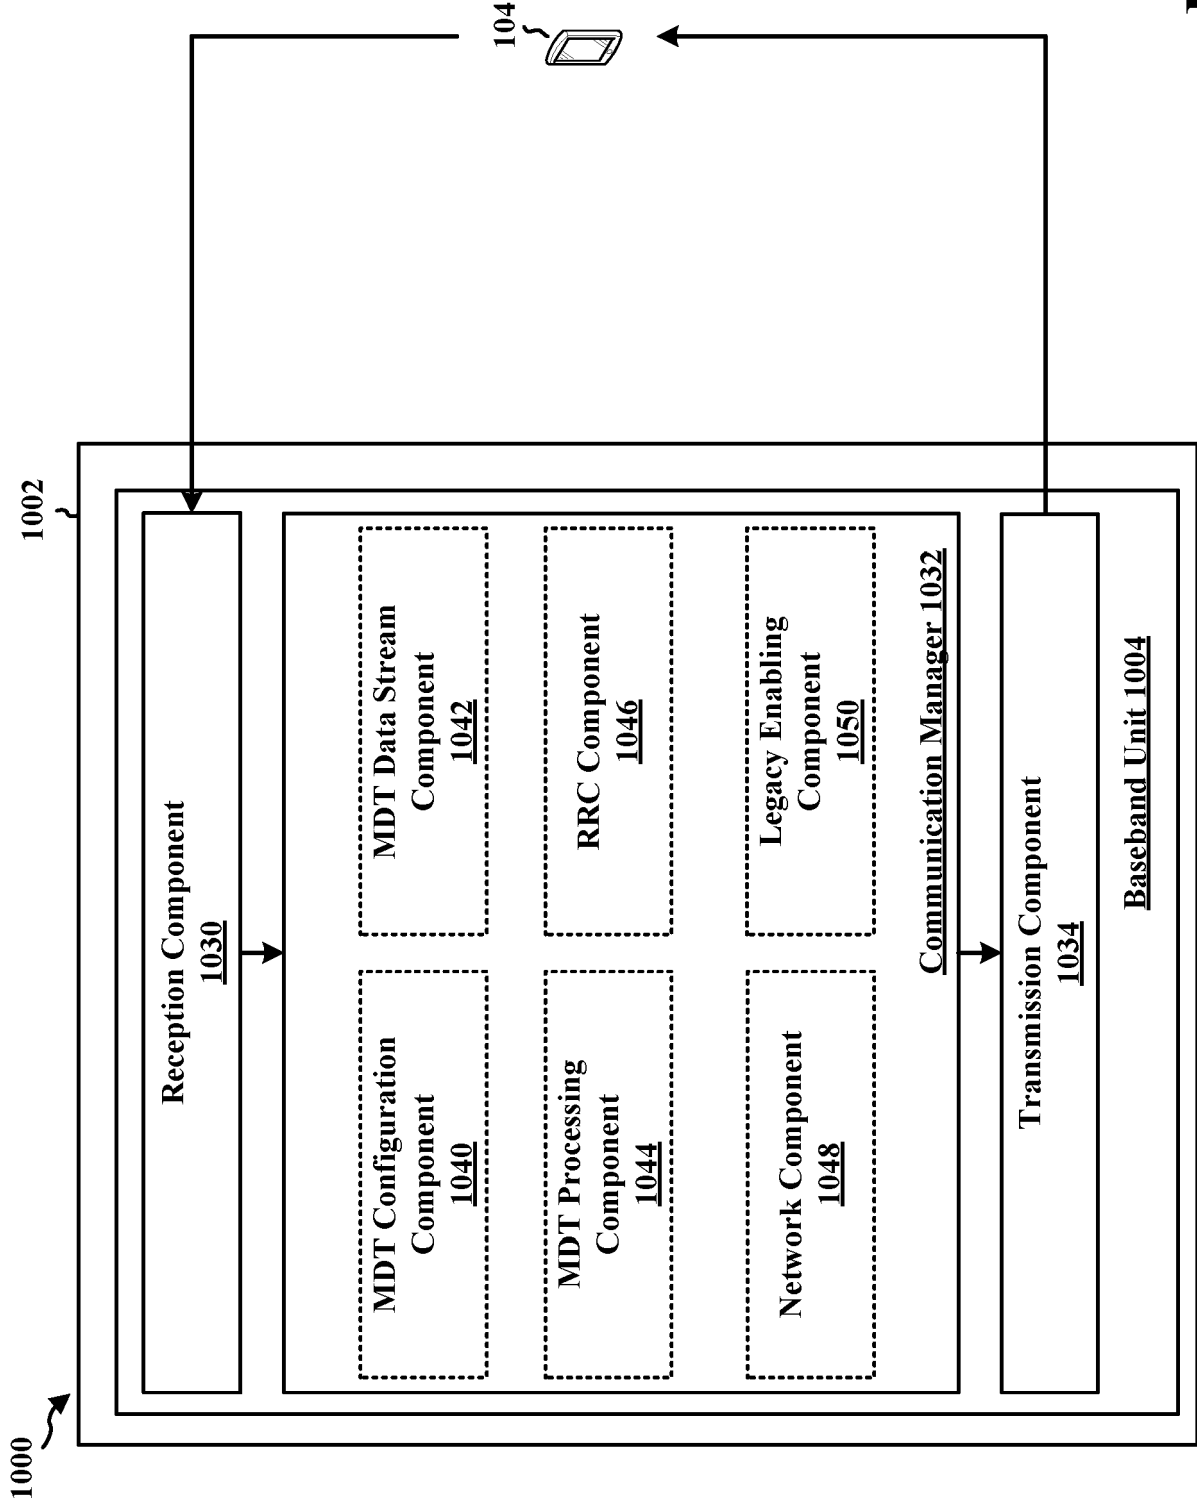 1000
1002
104
Reception Component
1030
MDT Configuration
Component
1040
MDT Data Stream
Component
1042
MDT Processing
Component
1044
RRC Component
1046
Network Component
1048
Legacy Enabling
Component
1050
Communication Manager 1032
Transmission Component
1034
Baseband Unit 1004